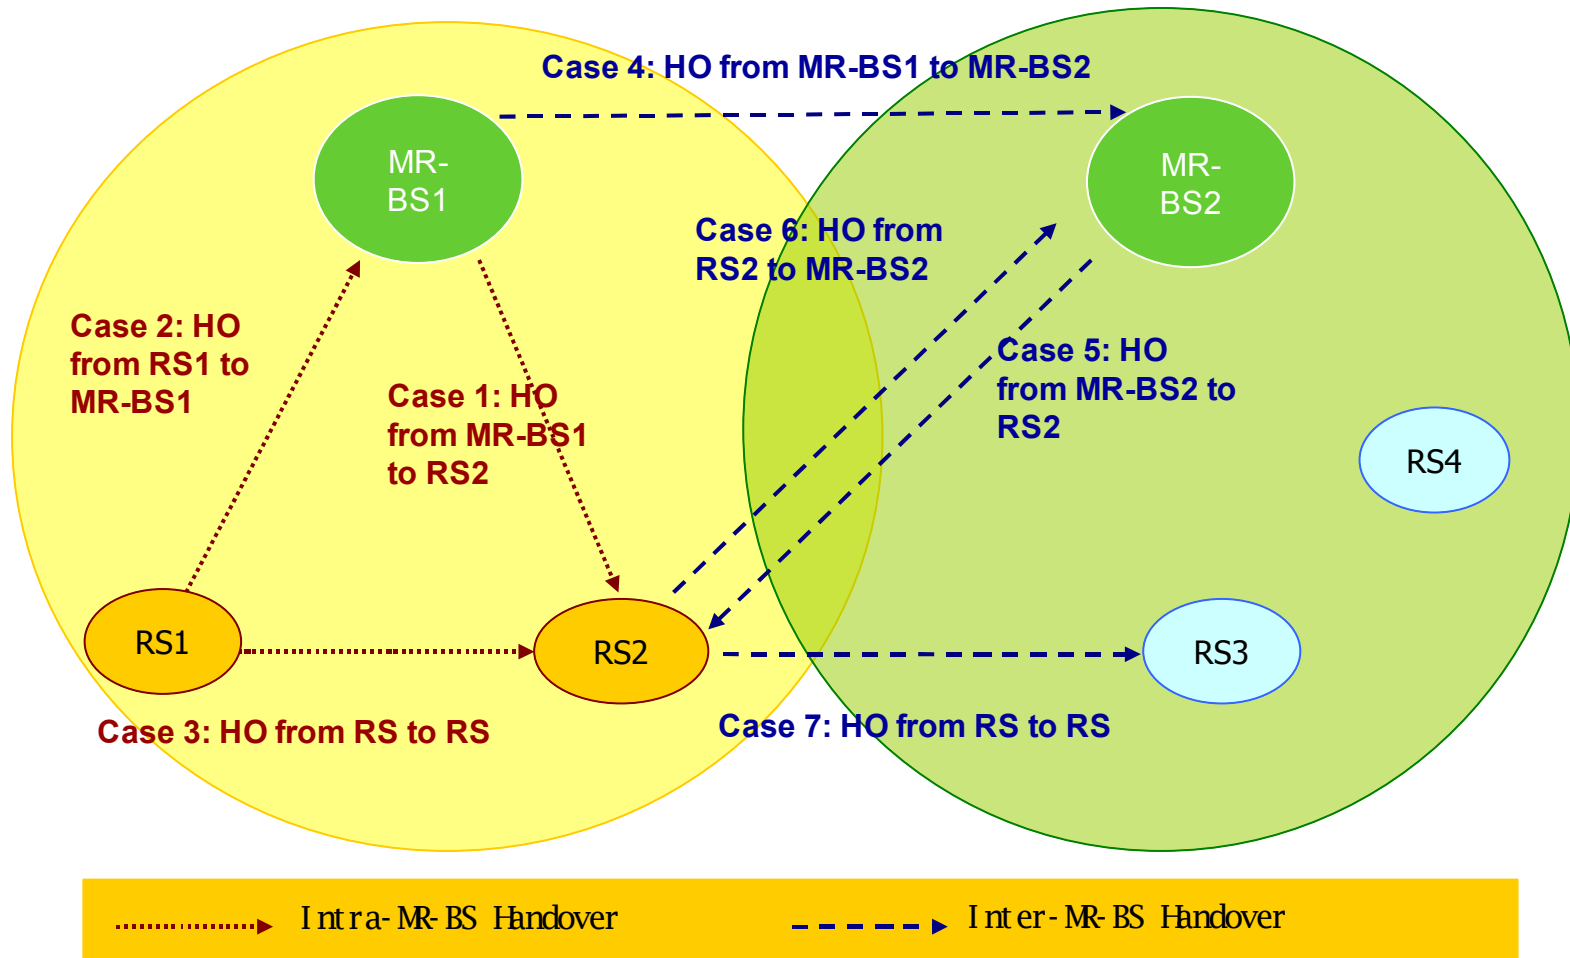 Case 4: HO from MR-BS1 to MR-BS2
MR-
BS1
MR-
BS2
Case 6: HO from
RS2 to MR-BS2
Case 2: HO
from RS1 to
MR-BS1
Case 1: HO
from MR-BS1
to RS2
Case 5: HO
from MR-BS2 to
RS2
RS4
RS1
RS2
RS3
Case 3: HO from RS to RS
Case 7: HO from RS to RS
Intra-MR-BS Handover
Inter-MR-BS Handover